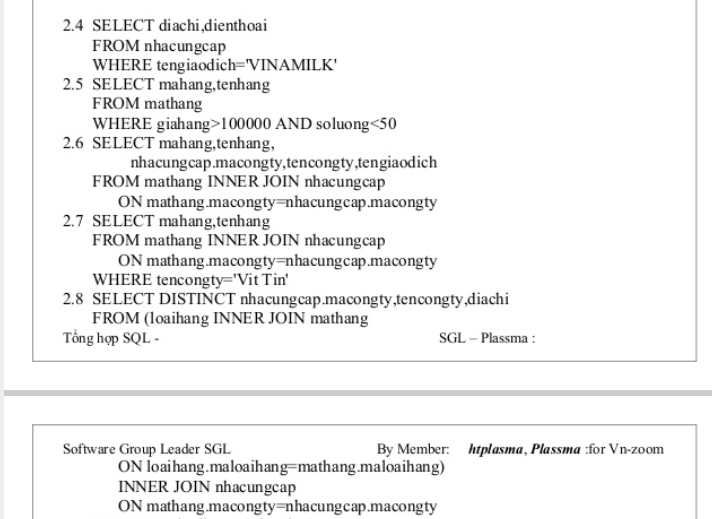 2.4 SELECT diachi,dienthoai
FROM nhacungcap
WHERE tengiaodich='VINAMILK'
2.5 SELECT mahang,tenhang
FROM mathang
WHERE giahang>100000 AND soluong<50
2.6 SELECT mahang,tenhang,
nhacungcap.macongty,tencongty,tengiaodich
FROM mathang INNER JOIN nhacungcap
ON mathang.macongty=nhacungcap.macongty
2.7 SELECT mahang,tenhang
FROM mathang INNER JOIN nhacungcap
ON mathang.macongty=nhacungcap.macongty
WHERE tencongty='Vit Tin'
2.8 SELECT DISTINCT nhacungcap.macongty,tencongty,diachi
FROM (loaihang INNER JOIN mathang
Tổng hợp SQL - SGL – Plassma :
Software Group Leader SGL By Member: htplasma, Plassma :for Vn-zoom
ON loaihang.maloaihang=mathang.maloaihang)
INNER JOIN nhacungcap
ON mathang.macongty=nhacungcap.macongty